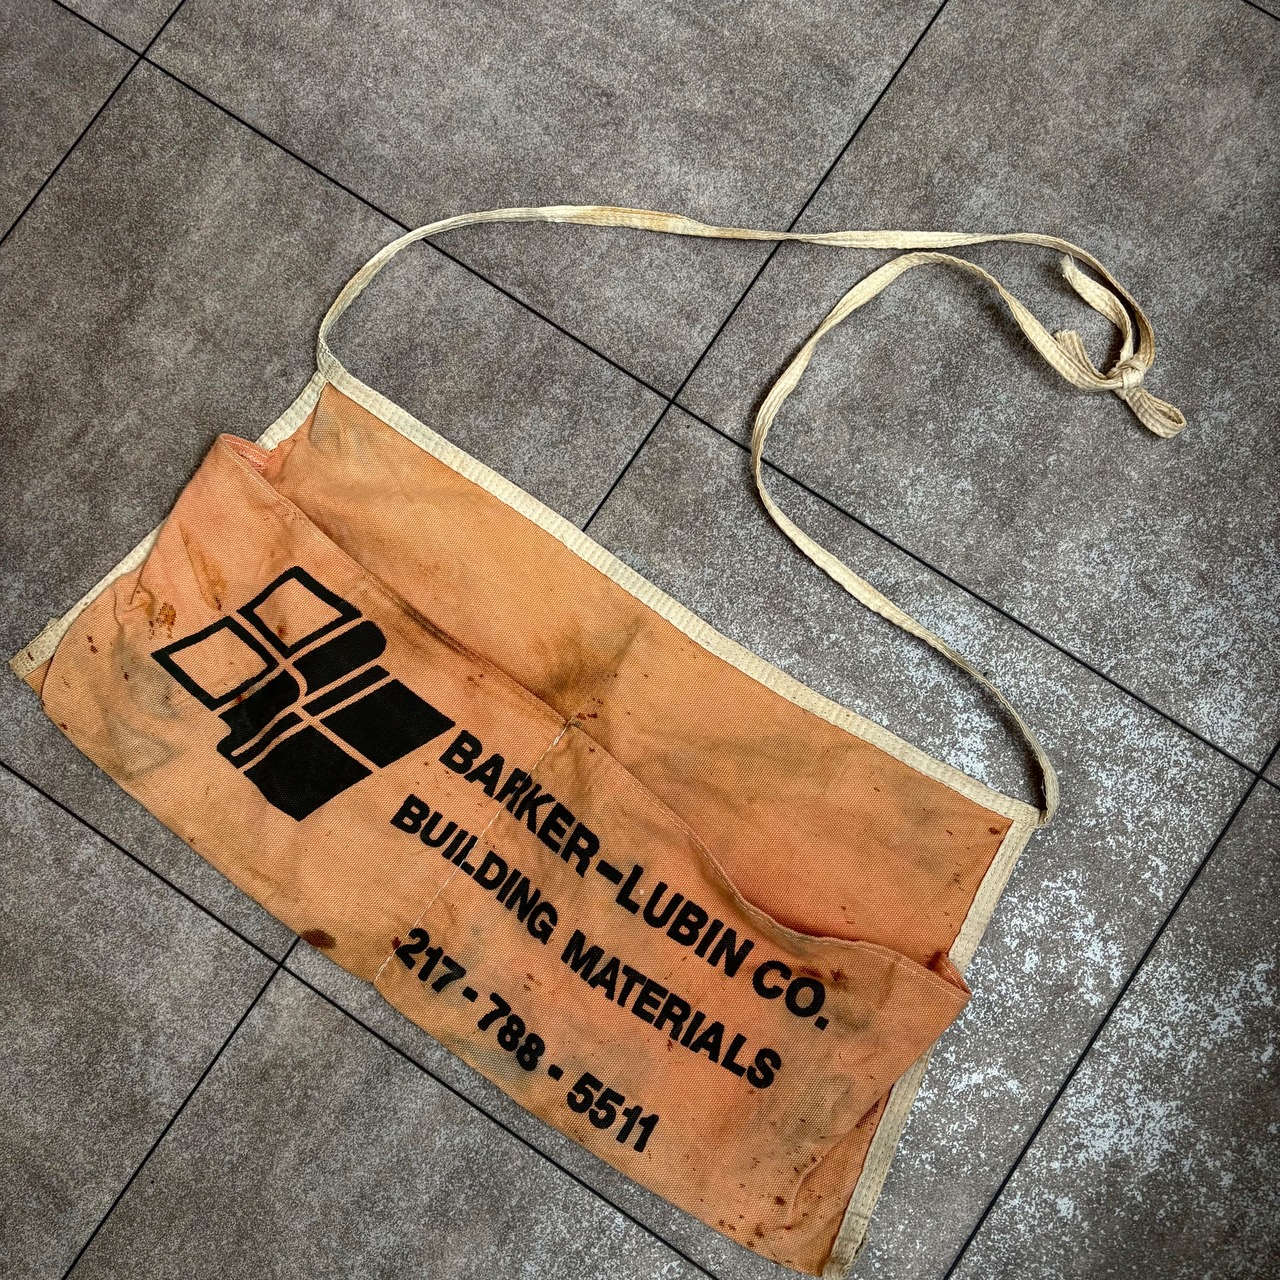 BARKER-LUBIN CO.
BUILDING MATERIALS
217-788-5511